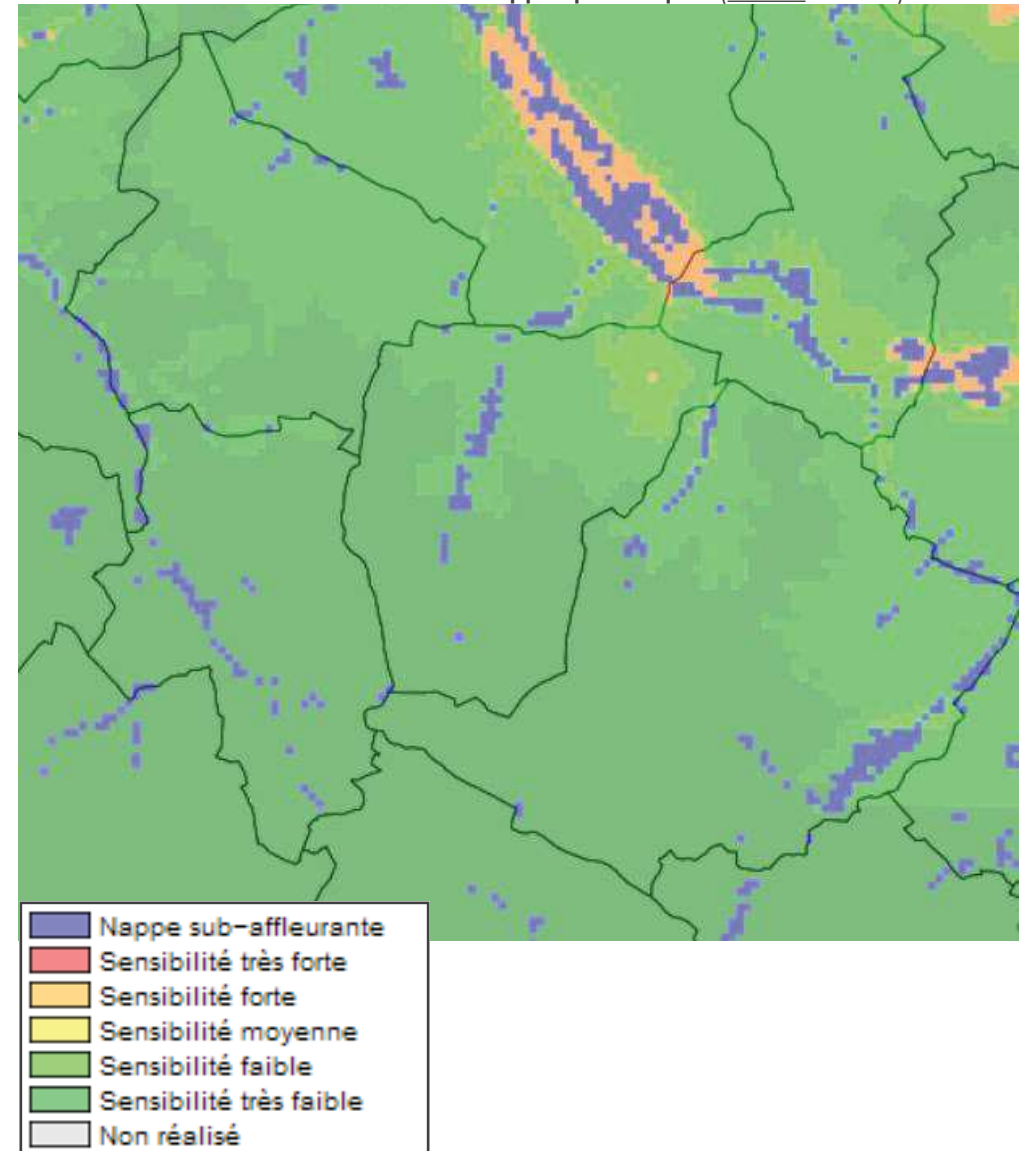 Nappe sub-affleurante
Sensibilité très forte
Sensibilité forte
Sensibilité moyenne
Sensibilité faible
Sensibilité très faible
Non réalisé